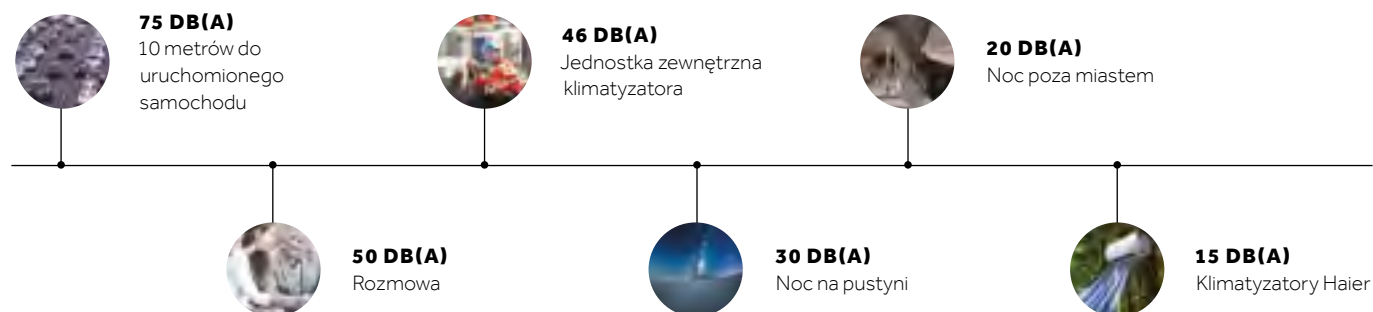 75 DB(A)
10 metrów do
uruchomionego
samochodu
50 DB(A)
Rozmowa
46 DB(A)
Jednostka zewnętrzna
klimatyzatora
30 DB(A)
Noc na pustyni
20 DB(A)
Noc poza miastem
15 DB(A)
Klimatyzatory Haier